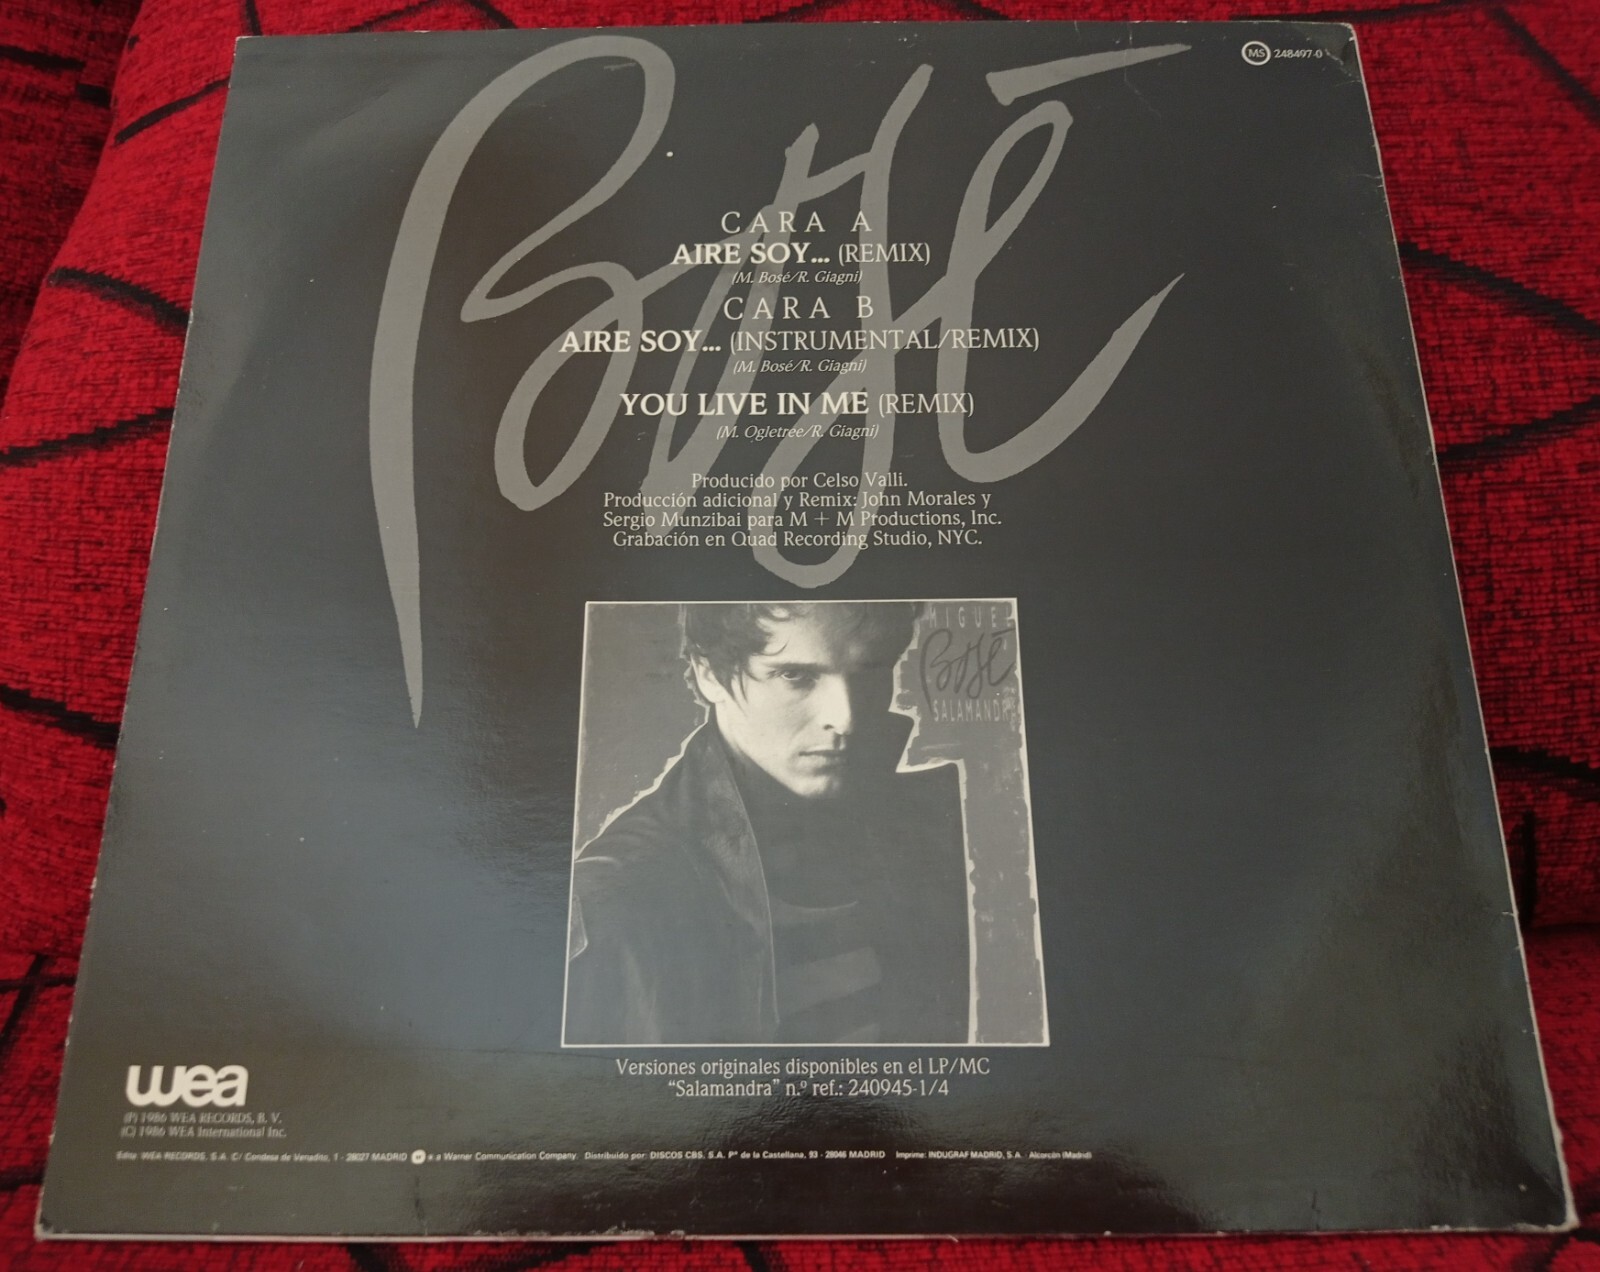 Bosé
MS 248497-0
CARA A
AIRE SOY... (REMIX)
(M. Bosé/R. Giagni)
CARA B
AIRE SOY... (INSTRUMENTAL/REMIX)
(M. Bosé/R. Giagni)
YOU LIVE IN ME (REMIX)
(M. Ogletree/R. Giagni)
Producido por Celso Valli.
Producción adicional y Remix: John Morales y
Sergio Munzibai para M + M Productions, Inc.
Grabación en Quad Recording Studio, NYC.
MIGUEL
Bosé
SALAMANDRA
Versiones originales disponibles en el LP/MC
“Salamandra” n.º ref.: 240945-1/4
wea
(P) 1986 WEA RECORDS, B. V.
(C) 1986 WEA International Inc.
Edita: WEA RECORDS, S.A. C/ Condesa de Venadito, 1 - 28027 MADRID w a Warner Communication Company. Distribuido por: DISCOS CBS, S.A. Pº de la Castellana, 93 - 28046 MADRID Imprime: INDUGRAF MADRID, S.A. Alcorcón (Madrid)